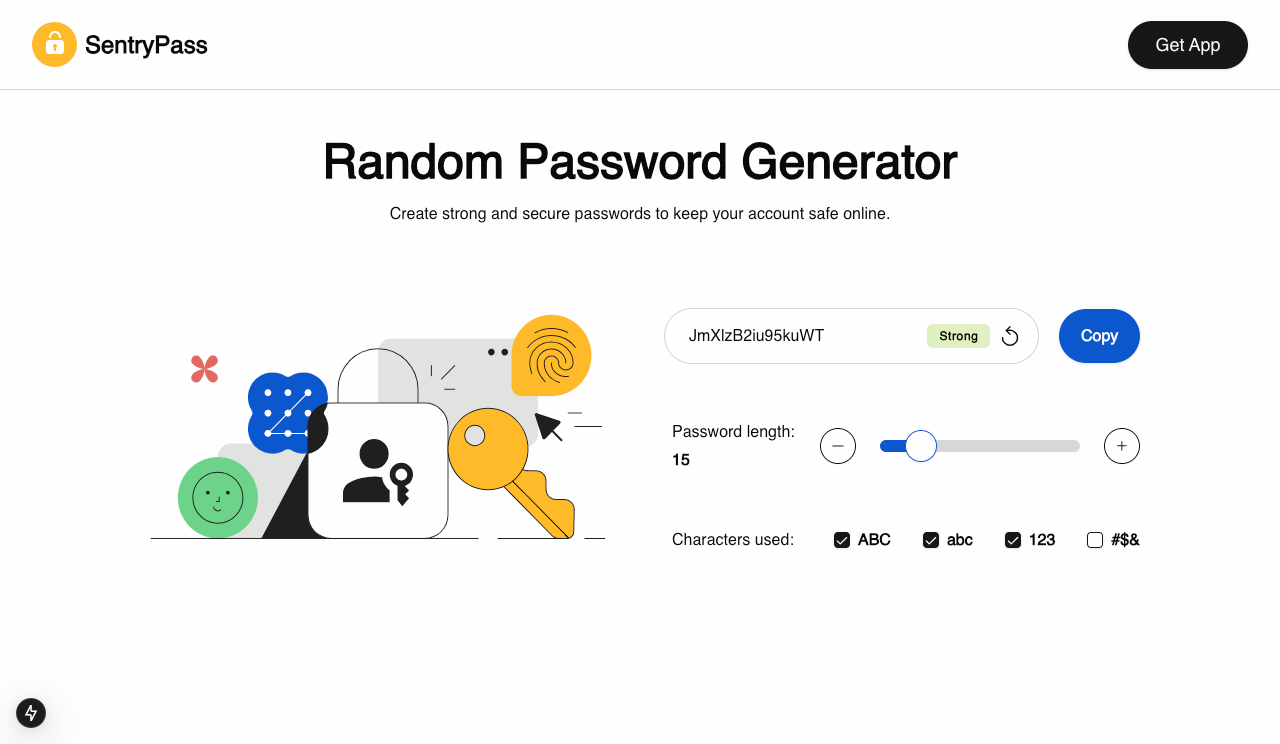 SentryPass
Get App
Random Password Generator
Create strong and secure passwords to keep your account safe online.
JmXlzB2iu95kuWT
Strong
Copy
Password length:
15
Characters used:
ABC
abc
123
#$&